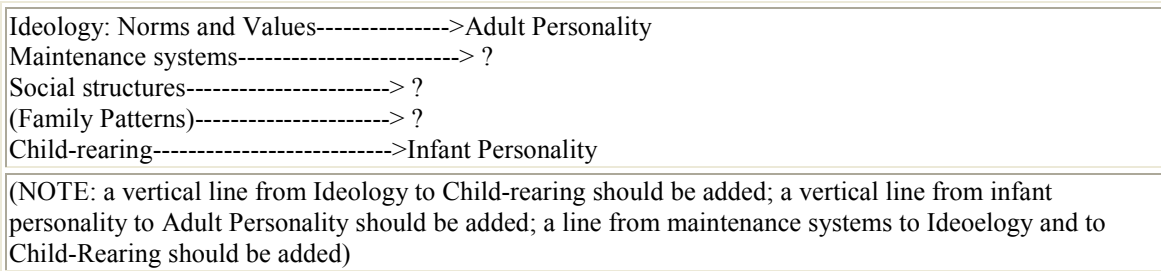 Ideology: Norms and Values--------------->Adult Personality
Maintenance systems-------------------------> ?
Social structures-----------------------> ?
(Family Patterns)----------------------> ?
Child-rearing--------------------------->Infant Personality
(NOTE: a vertical line from Ideology to Child-rearing should be added; a vertical line from infant
personality to Adult Personality should be added; a line from maintenance systems to Ideoelogy and to
Child-Rearing should be added)